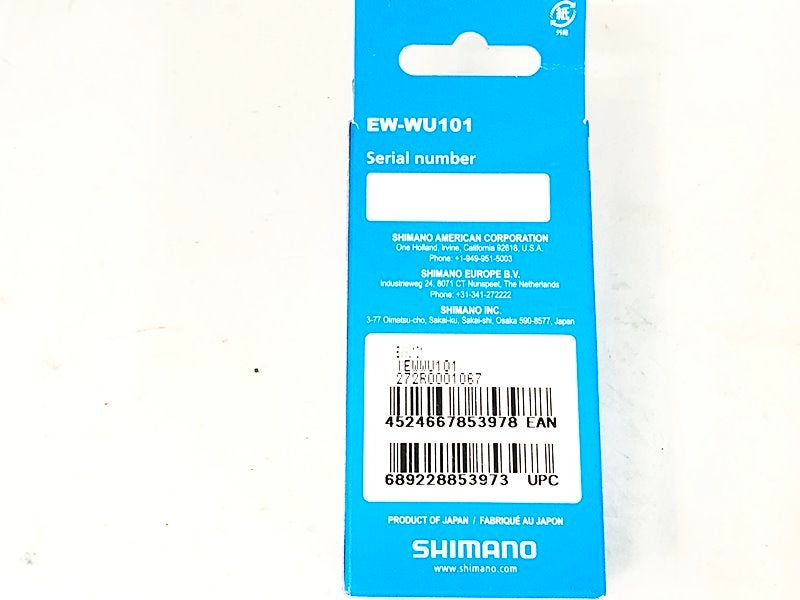 紙
外箱
EW-WU101
Serial number
SHIMANO AMERICAN CORPORATION
One Holland, Irvine, California 92618, U.S.A.
Phone: +1-949-951-5003
SHIMANO EUROPE B.V.
Industrieweg 24, 8071 CT Nunspeet, The Netherlands
Phone: +31-341-272222
SHIMANO INC.
3-77 Oimatsu-cho, Sakai-ku, Sakai-shi, Osaka 590-8577, Japan
IEWWU101
272R0001067
4524667853978 EAN
689228853973 UPC
PRODUCT OF JAPAN / FABRIQUÉ AU JAPON
SHIMANO
www.shimano.com